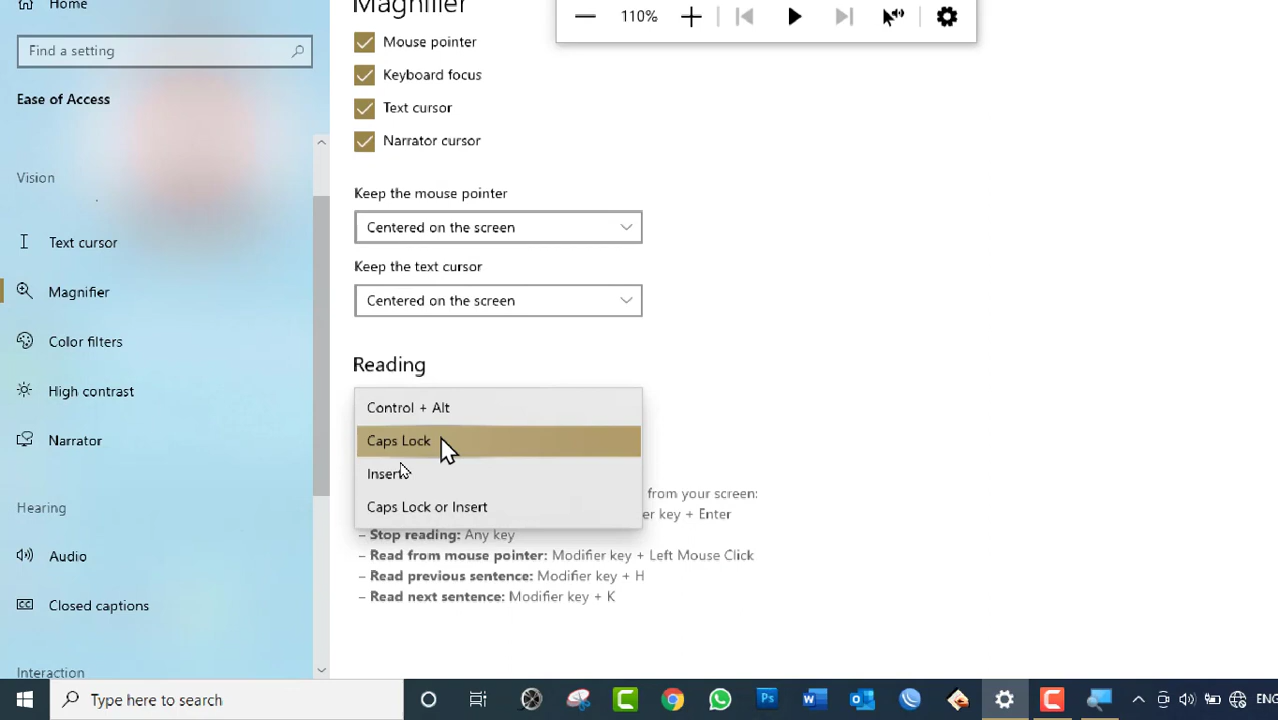 Home
Find a setting
Ease of Access
Vision
Text cursor
Magnifier
Color filters
High contrast
Narrator
Hearing
Audio
Closed captions
Interaction
Magnifier
110%
Mouse pointer
Keyboard focus
Text cursor
Narrator cursor
Keep the mouse pointer
Centered on the screen
Keep the text cursor
Centered on the screen
Reading
Control + Alt
Caps Lock
Insert
Caps Lock or Insert
from your screen:
key + Enter
– Stop reading: Any key
– Read from mouse pointer: Modifier key + Left Mouse Click
– Read previous sentence: Modifier key + H
– Read next sentence: Modifier key + K
Type here to search
Ps
ENG